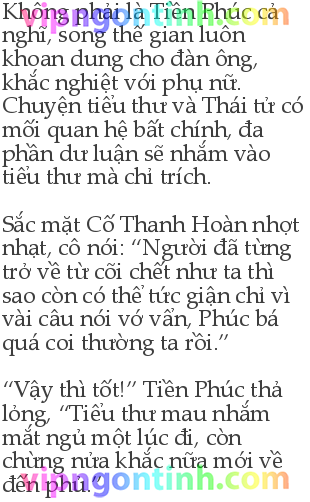 Không phải là Tiền Phúc cả
nghĩ, song thế gian luôn
khoan dung cho đàn ông,
khắc nghiệt với phụ nữ.
Chuyện tiểu thư và Thái tử có
mối quan hệ bất chính, đa
phần dư luận sẽ nhắm vào
tiểu thư mà chỉ trích.
Sắc mặt Cố Thanh Hoàn nhợt
nhạt, cô nói: “Người đã từng
trở về từ cõi chết như ta thì
sao còn có thể tức giận chỉ vì
vài câu nói vớ vẩn, Phúc bá
quá coi thường ta rồi.”
“Vậy thì tốt!” Tiền Phúc thả
lỏng, “Tiểu thư mau nhắm
mắt ngủ một lúc đi, còn
chừng nửa khắc nữa mới về
đến phủ.”
vipngontinh.com
vipngontinh.com